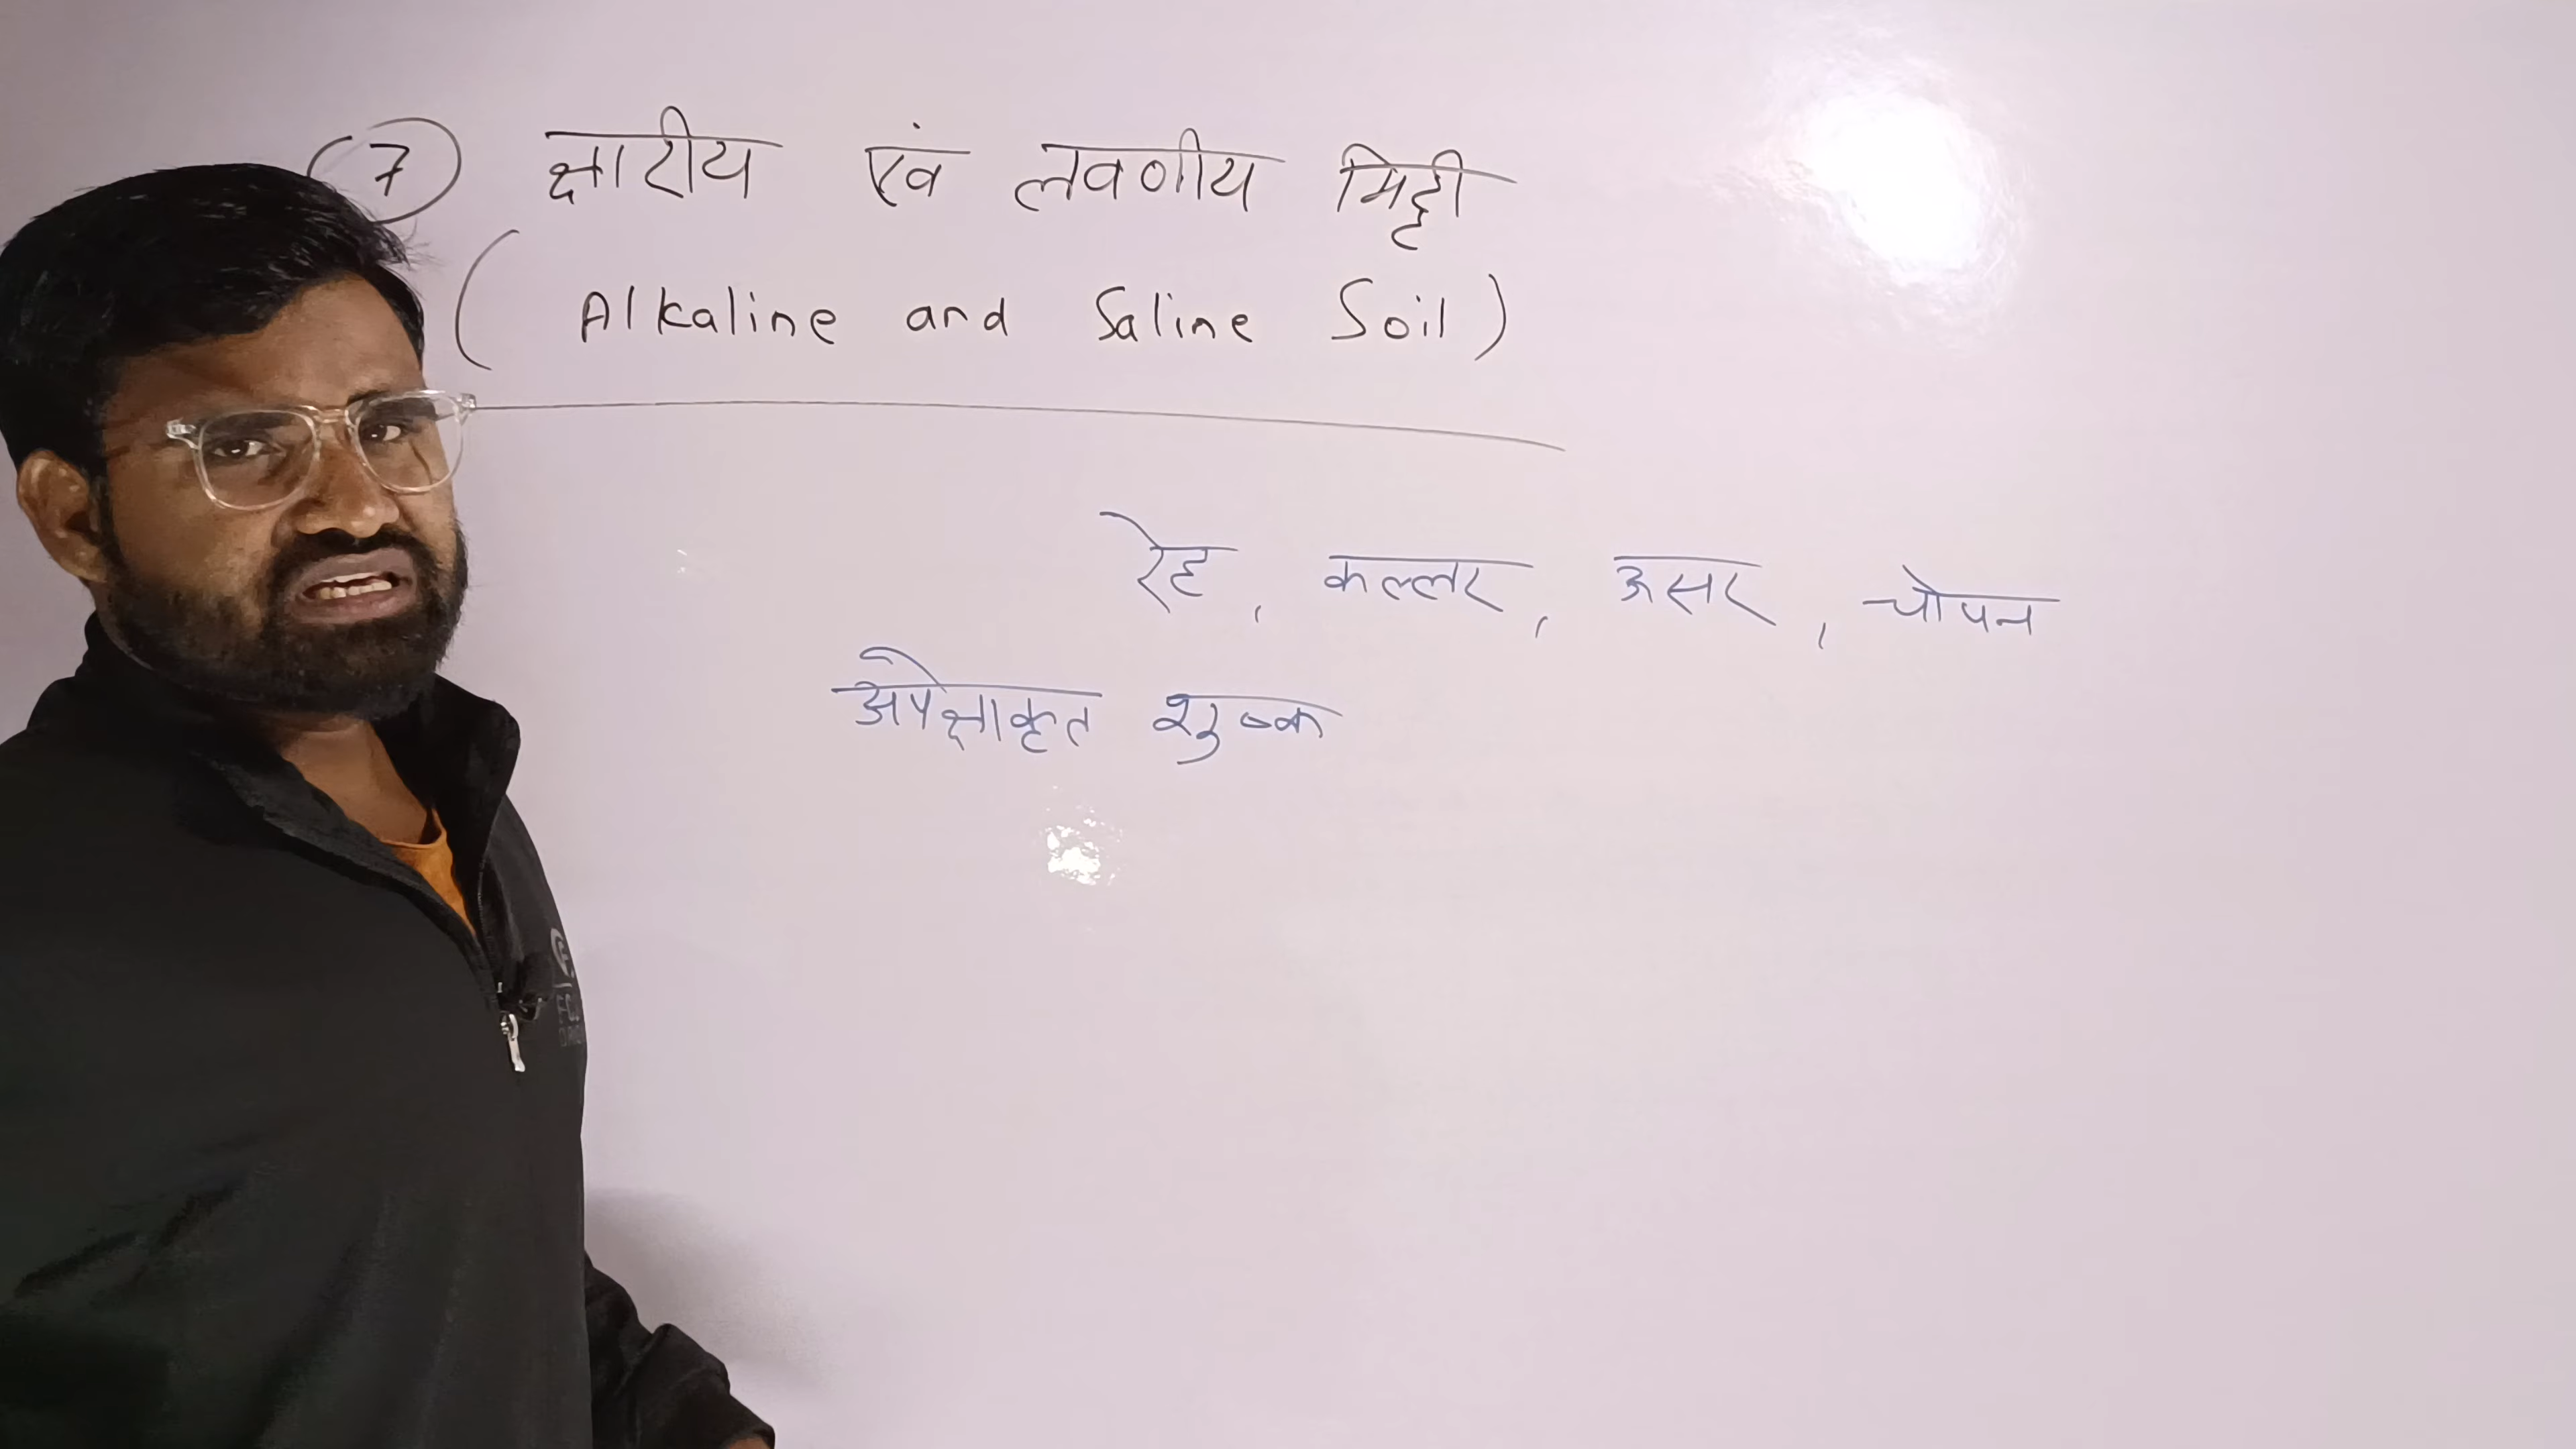 7 क्षारीय एवं लवणीय मिट्टी
(Alkaline and Saline Soil)
रेह, कल्लर, ऊसर, चोपन
अपेक्षाकृत शुष्क